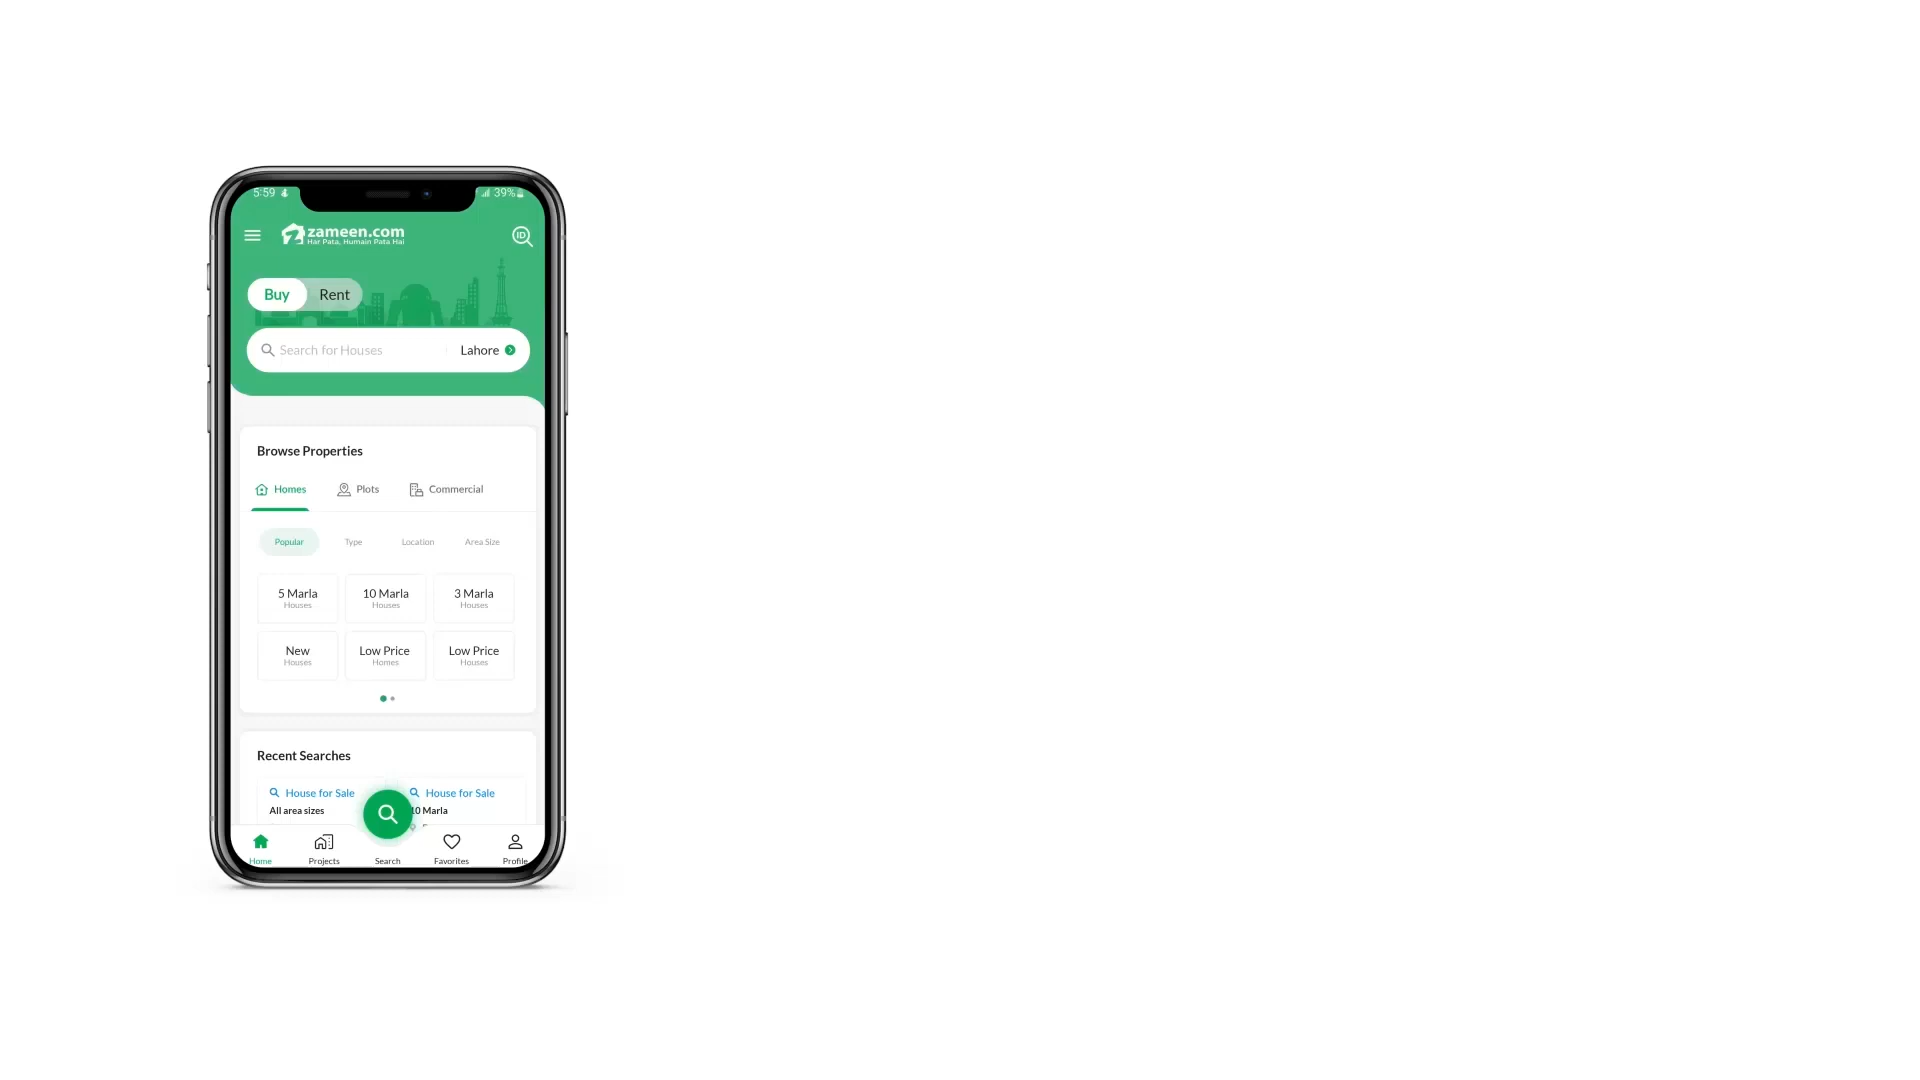 5:59 39%
zameen.com
Har Pata, Humain Pata Hai
ID
Buy Rent
Search for Houses Lahore
Browse Properties
Homes Plots Commercial
Popular Type Location Area Size
5 Marla 10 Marla 3 Marla
Houses Houses Houses
New Low Price Low Price
Houses Homes Houses
Recent Searches
House for Sale House for Sale
All area sizes 10 Marla
Home Projects Search Favorites Profile